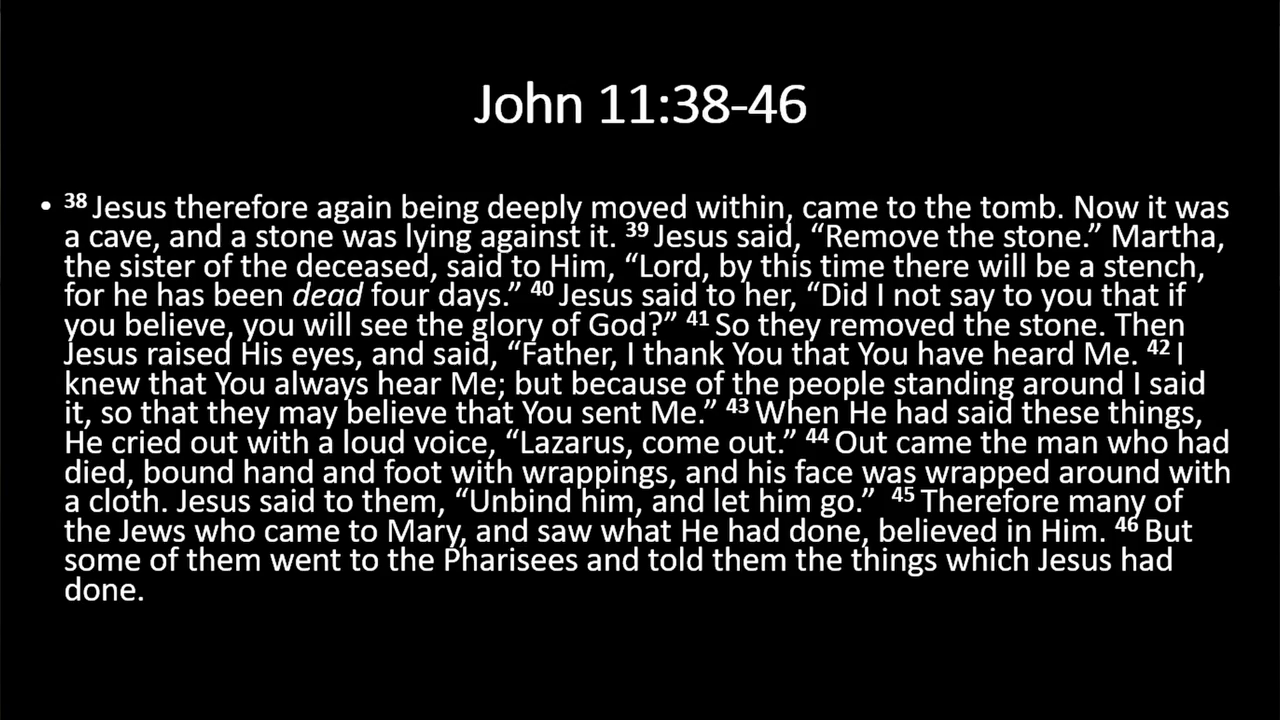 John 11:38-46
• 38 Jesus therefore again being deeply moved within, came to the tomb. Now it was
a cave, and a stone was lying against it. 39 Jesus said, “Remove the stone.” Martha,
the sister of the deceased, said to Him, “Lord, by this time there will be a stench,
for he has been dead four days.” 40 Jesus said to her, “Did I not say to you that if
you believe, you will see the glory of God?” 41 So they removed the stone. Then
Jesus raised His eyes, and said, “Father, I thank You that You have heard Me. 42 I
knew that You always hear Me; but because of the people standing around I said
it, so that they may believe that You sent Me.” 43 When He had said these things,
He cried out with a loud voice, “Lazarus, come out.” 44 Out came the man who had
died, bound hand and foot with wrappings, and his face was wrapped around with
a cloth. Jesus said to them, “Unbind him, and let him go.” 45 Therefore many of
the Jews who came to Mary, and saw what He had done, believed in Him. 46 But
some of them went to the Pharisees and told them the things which Jesus had
done.